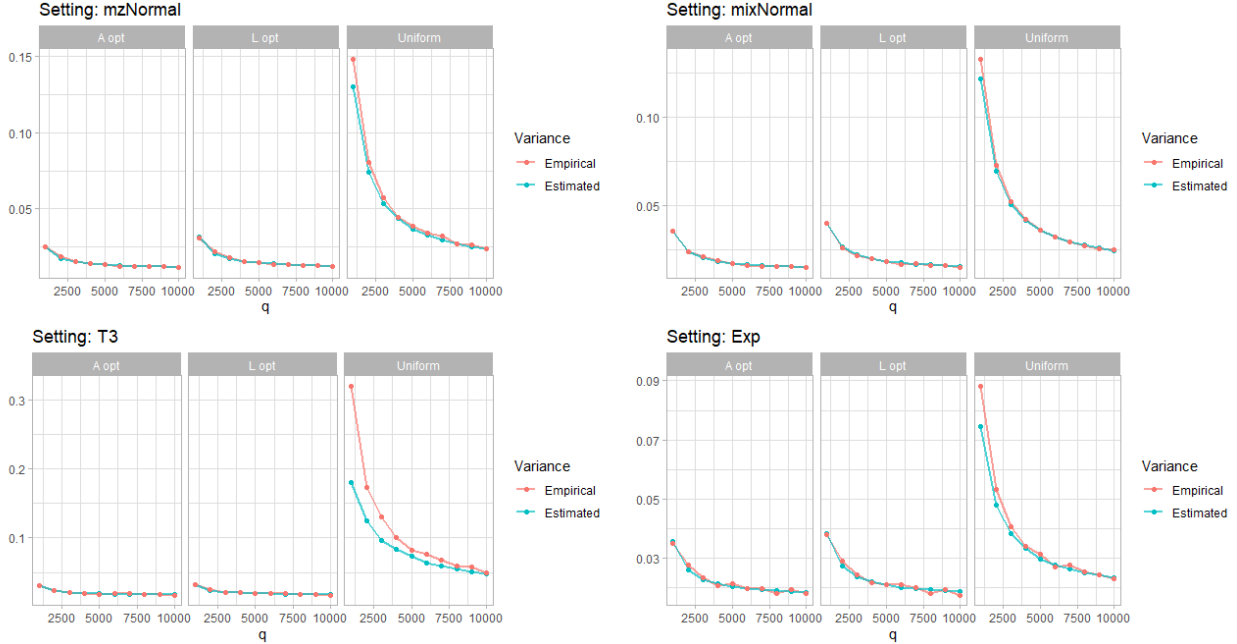 Setting: mzNormal
A opt L opt Uniform
0.15
0.10
0.05
2500 5000 7500 10000 2500 5000 7500 10000 2500 5000 7500 10000
q
Variance
Empirical
Estimated
Setting: mixNormal
A opt L opt Uniform
0.10
0.05
2500 5000 7500 10000 2500 5000 7500 10000 2500 5000 7500 10000
q
Variance
Empirical
Estimated
Setting: T3
A opt L opt Uniform
0.3
0.2
0.1
2500 5000 7500 10000 2500 5000 7500 10000 2500 5000 7500 10000
q
Variance
Empirical
Estimated
Setting: Exp
A opt L opt Uniform
0.09
0.07
0.05
0.03
2500 5000 7500 10000 2500 5000 7500 10000 2500 5000 7500 10000
q
Variance
Empirical
Estimated